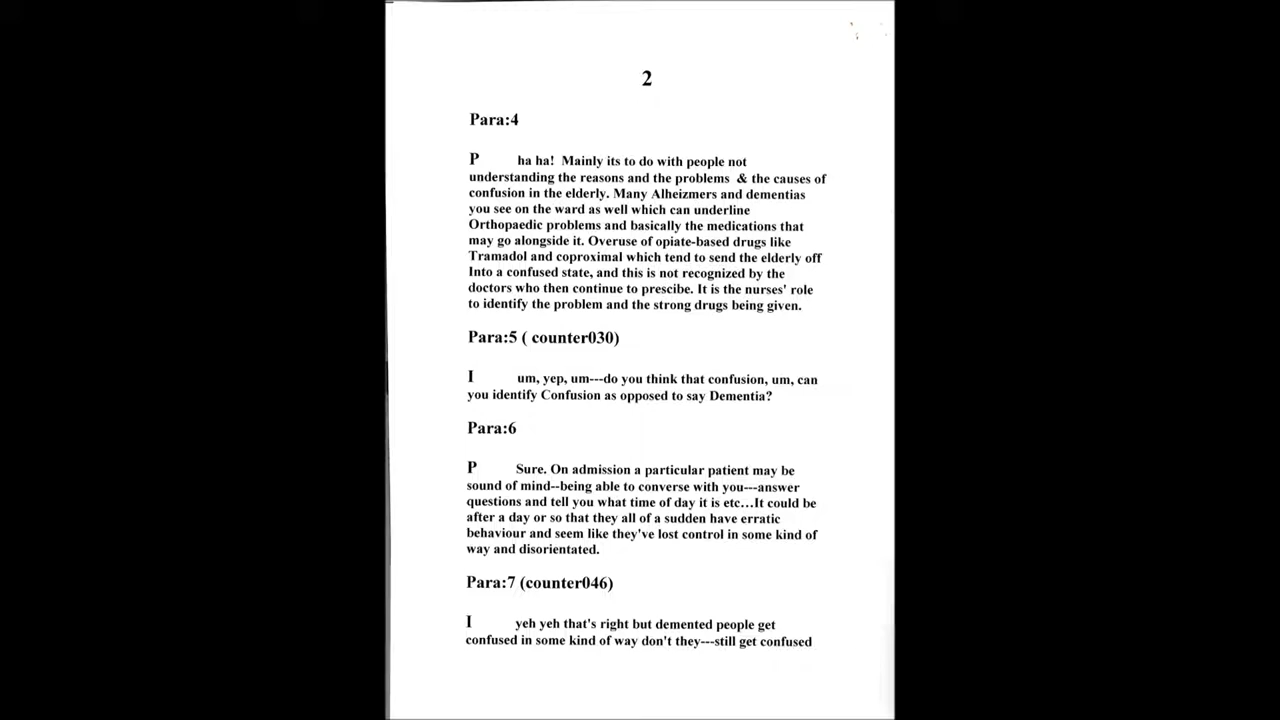 2
Para:4
P ha ha! Mainly its to do with people not
understanding the reasons and the problems & the causes of
confusion in the elderly. Many Alheizmers and dementias
you see on the ward as well which can underline
Orthopaedic problems and basically the medications that
may go alongside it. Overuse of opiate-based drugs like
Tramadol and coproximal which tend to send the elderly off
Into a confused state, and this is not recognized by the
doctors who then continue to prescibe. It is the nurses' role
to identify the problem and the strong drugs being given.
Para:5 ( counter030)
I um, yep, um---do you think that confusion, um, can
you identify Confusion as opposed to say Dementia?
Para:6
P Sure. On admission a particular patient may be
sound of mind--being able to converse with you---answer
questions and tell you what time of day it is etc...It could be
after a day or so that they all of a sudden have erratic
behaviour and seem like they've lost control in some kind of
way and disorientated.
Para:7 (counter046)
I yeh yeh that's right but demented people get
confused in some kind of way don't they---still get confused